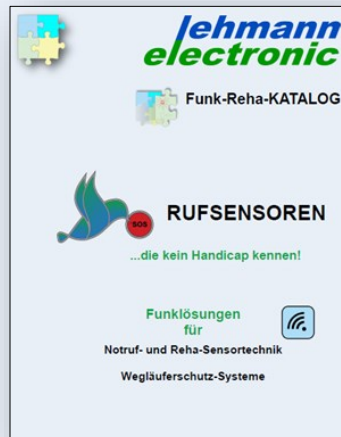 lehmann
electronic
Funk-Reha-KATALOG
SOS
RUFSENSOREN
...die kein Handicap kennen!
Funklösungen
für
Notruf- und Reha-Sensortechnik
Wegläuferschutz-Systeme